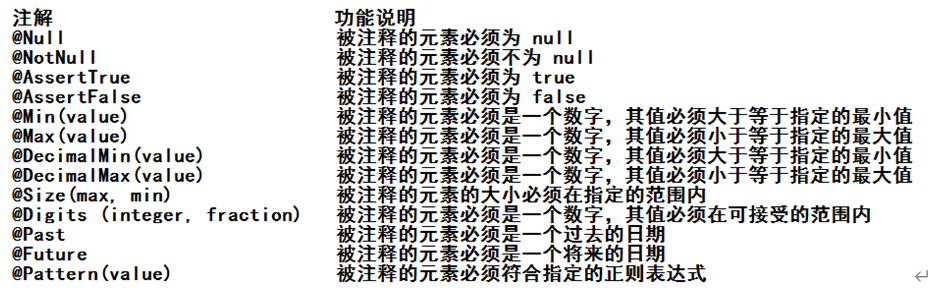 注解 功能说明
@Null 被注释的元素必须为 null
@NotNull 被注释的元素必须不为 null
@AssertTrue 被注释的元素必须为 true
@AssertFalse 被注释的元素必须为 false
@Min(value) 被注释的元素必须是一个数字，其值必须大于等于指定的最小值
@Max(value) 被注释的元素必须是一个数字，其值必须小于等于指定的最大值
@DecimalMin(value) 被注释的元素必须是一个数字，其值必须大于等于指定的最小值
@DecimalMax(value) 被注释的元素必须是一个数字，其值必须小于等于指定的最大值
@Size(max, min) 被注释的元素的大小必须在指定的范围内
@Digits (integer, fraction) 被注释的元素必须是一个数字，其值必须在可接受的范围内
@Past 被注释的元素必须是一个过去的日期
@Future 被注释的元素必须是一个将来的日期
@Pattern(value) 被注释的元素必须符合指定的正则表达式